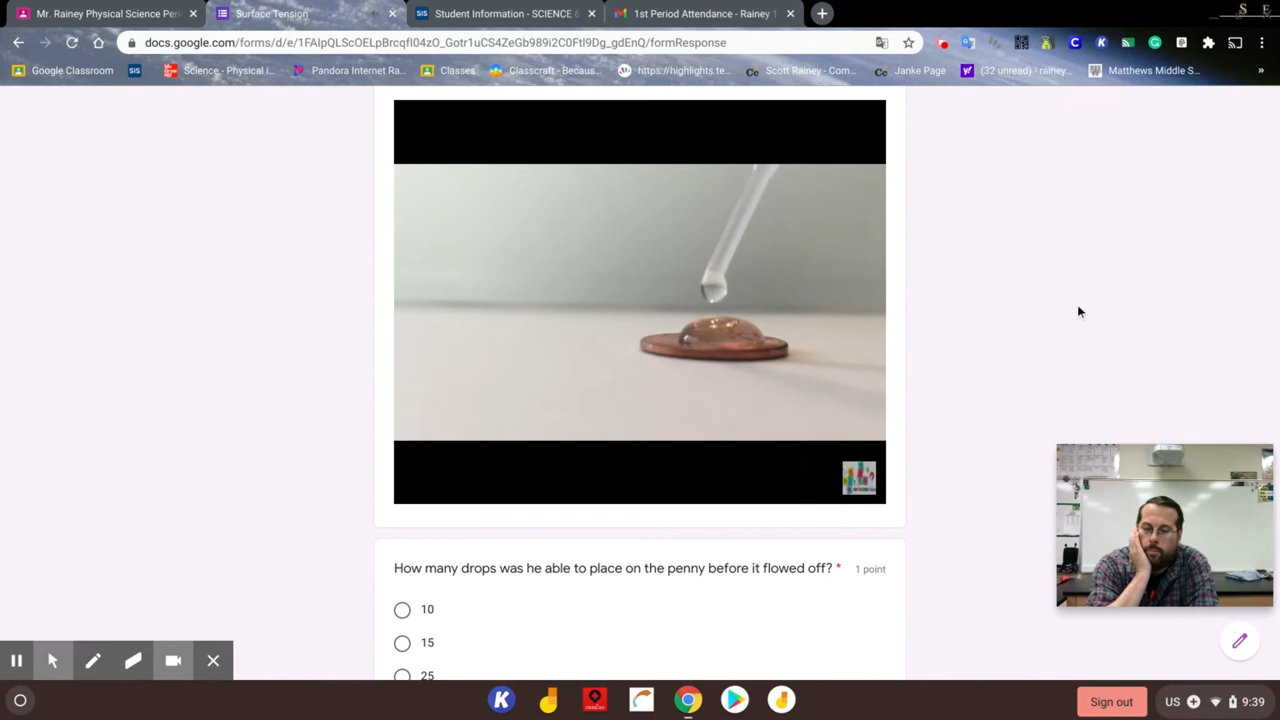 Mr. Rainey Physical Science Per
Surface Tension
Student Information - SCIENCE 6
1st Period Attendance - Rainey 1
S E
docs.google.com/forms/d/e/1FAIpQLScOELpBrcqfI04zO_Gotr1uCS4ZeGb989i2C0FtI9Dg_gdEnQ/formResponse
Google Classroom
SIS
Science - Physical i...
Pandora Internet Ra...
Classes
Classcraft - Becaus...
https://highlights.te...
Scott Rainey - Com...
Janke Page
(32 unread) - rainey...
Matthews Middle S...
»
How many drops was he able to place on the penny before it flowed off? *
1 point
10
15
25
Sign out
US
9:39